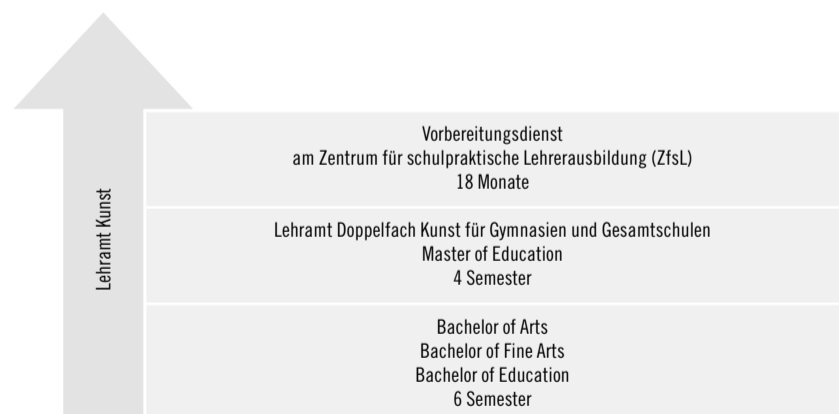 Lehramt Kunst
Vorbereitungsdienst
am Zentrum für schulpraktische Lehrerausbildung (ZfsL)
18 Monate
Lehramt Doppelfach Kunst für Gymnasien und Gesamtschulen
Master of Education
4 Semester
Bachelor of Arts
Bachelor of Fine Arts
Bachelor of Education
6 Semester